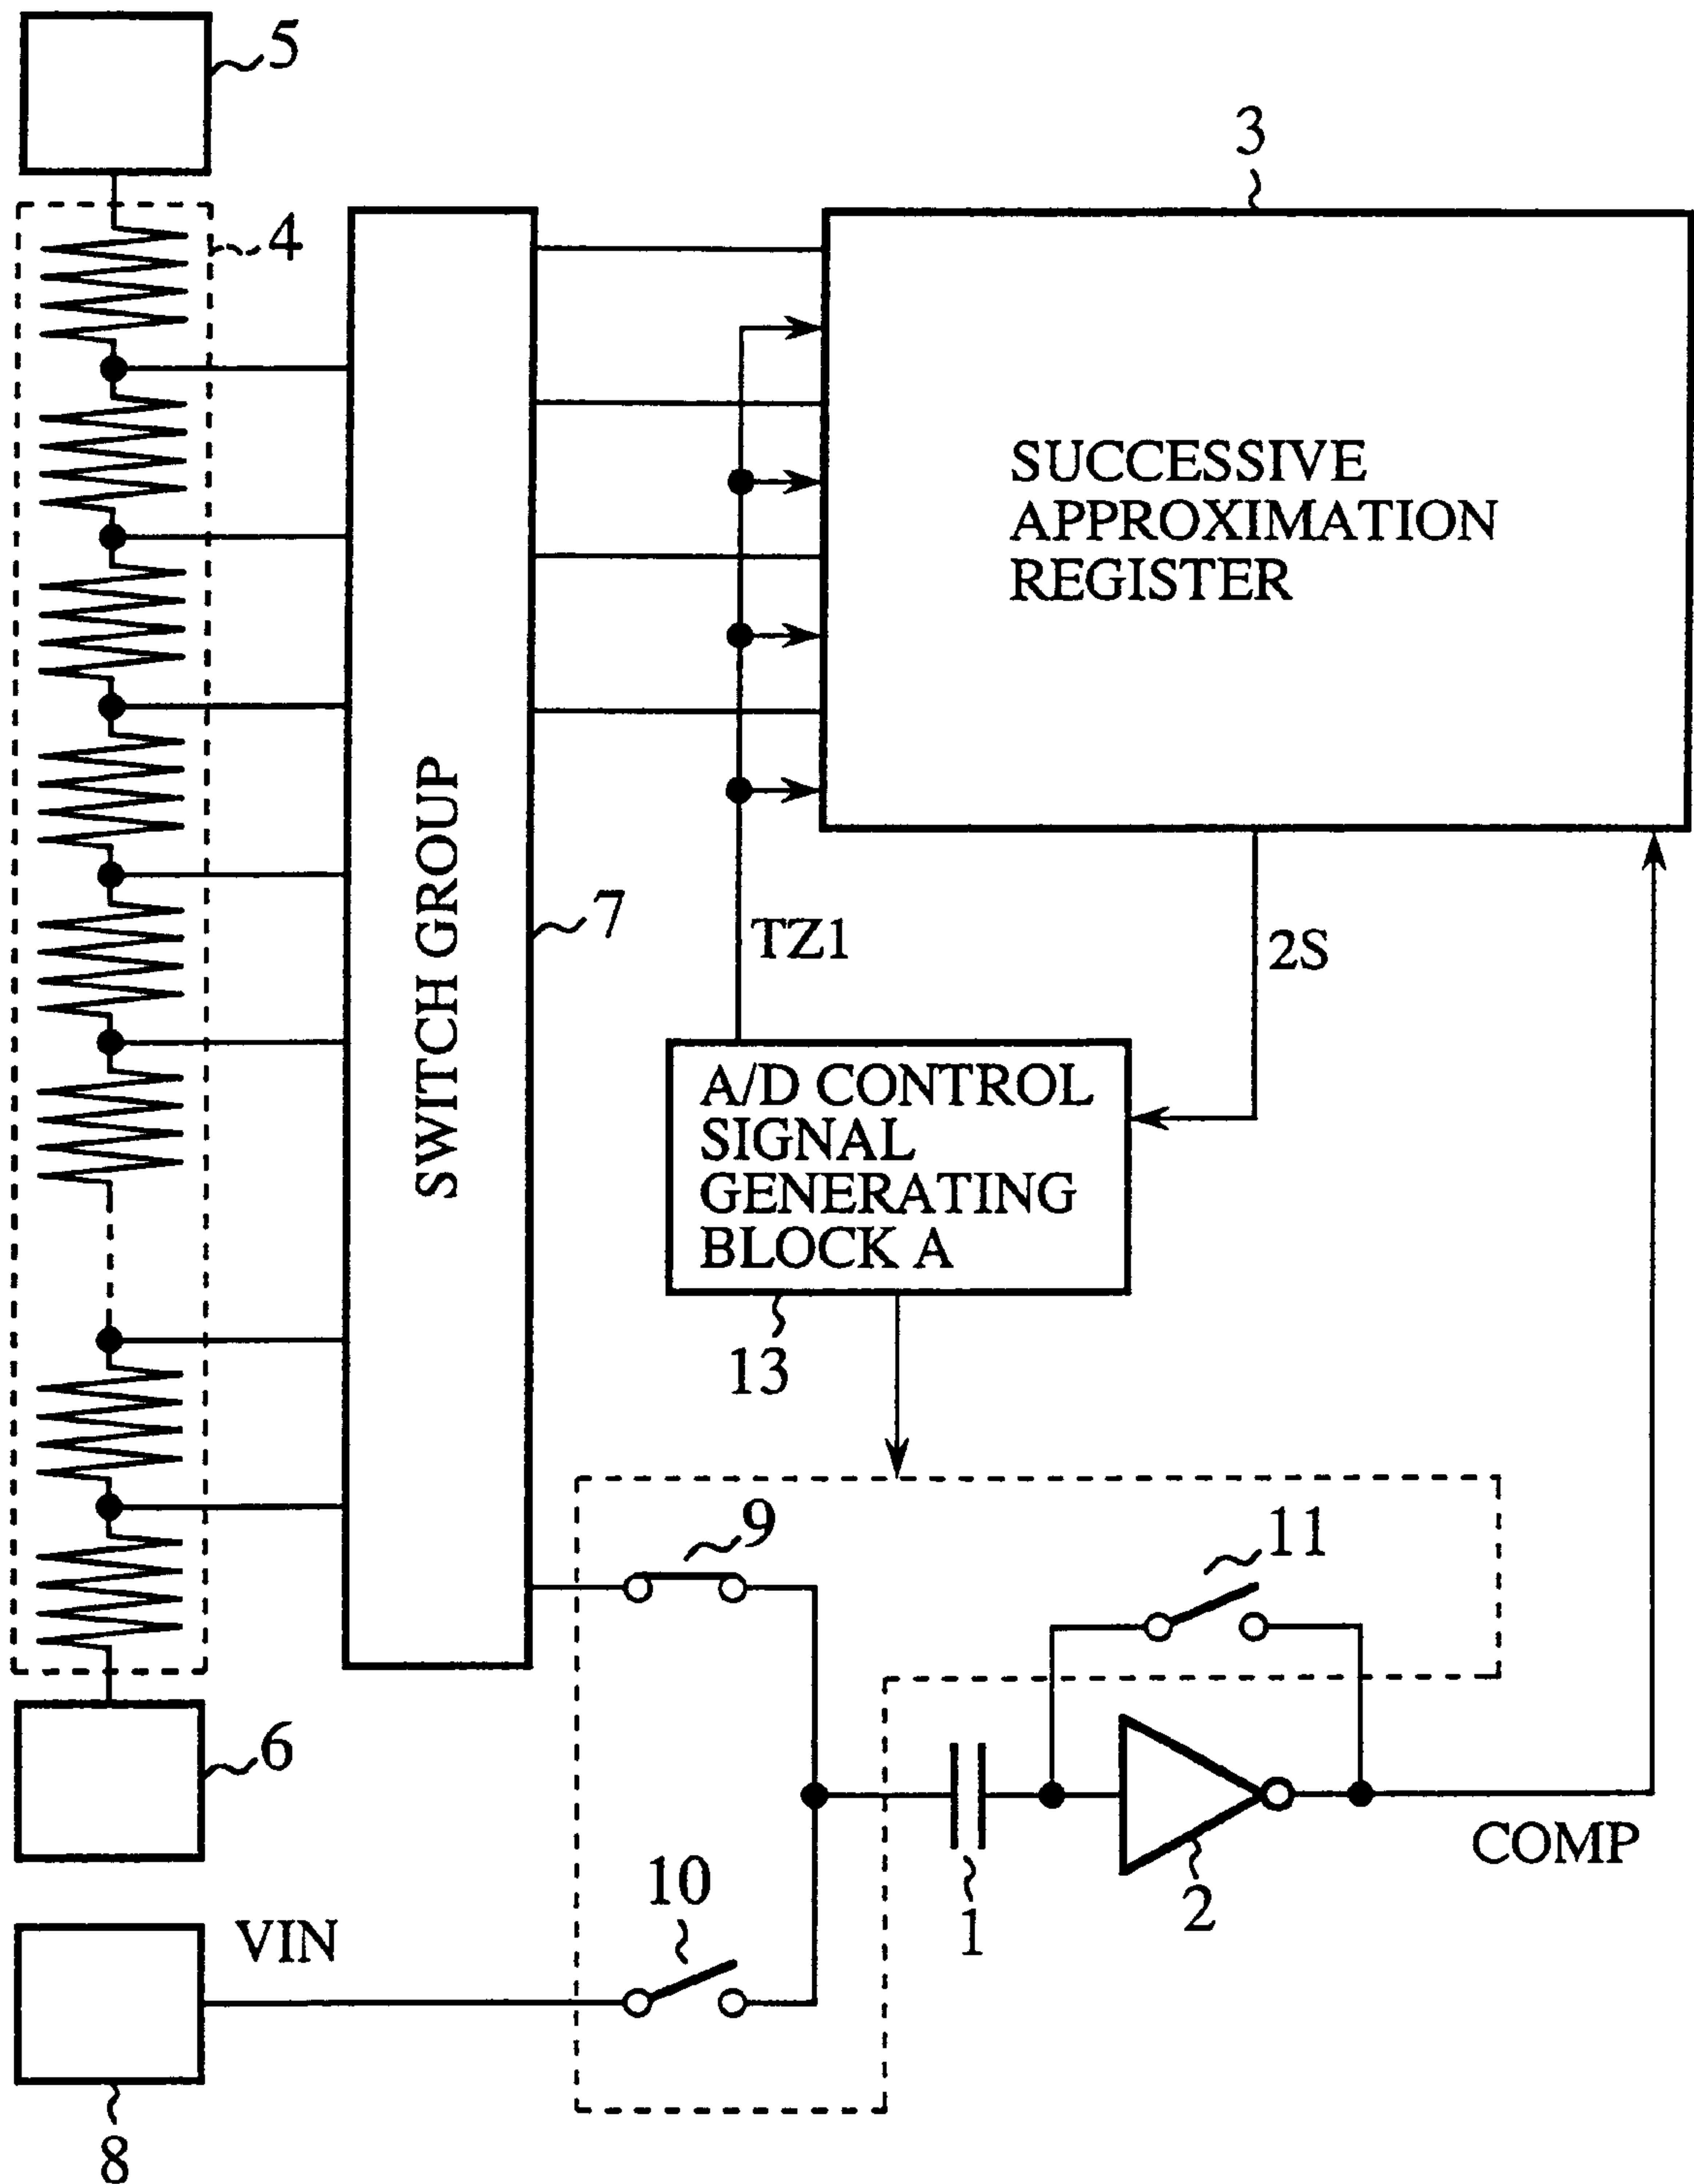 5
3
4
SUCCESSIVE
APPROXIMATION
REGISTER
SWITCH GROUP
7
TZ1
2S
A/D CONTROL
SIGNAL
GENERATING
BLOCK A
13
9
11
6
10
1
2
COMP
VIN
8